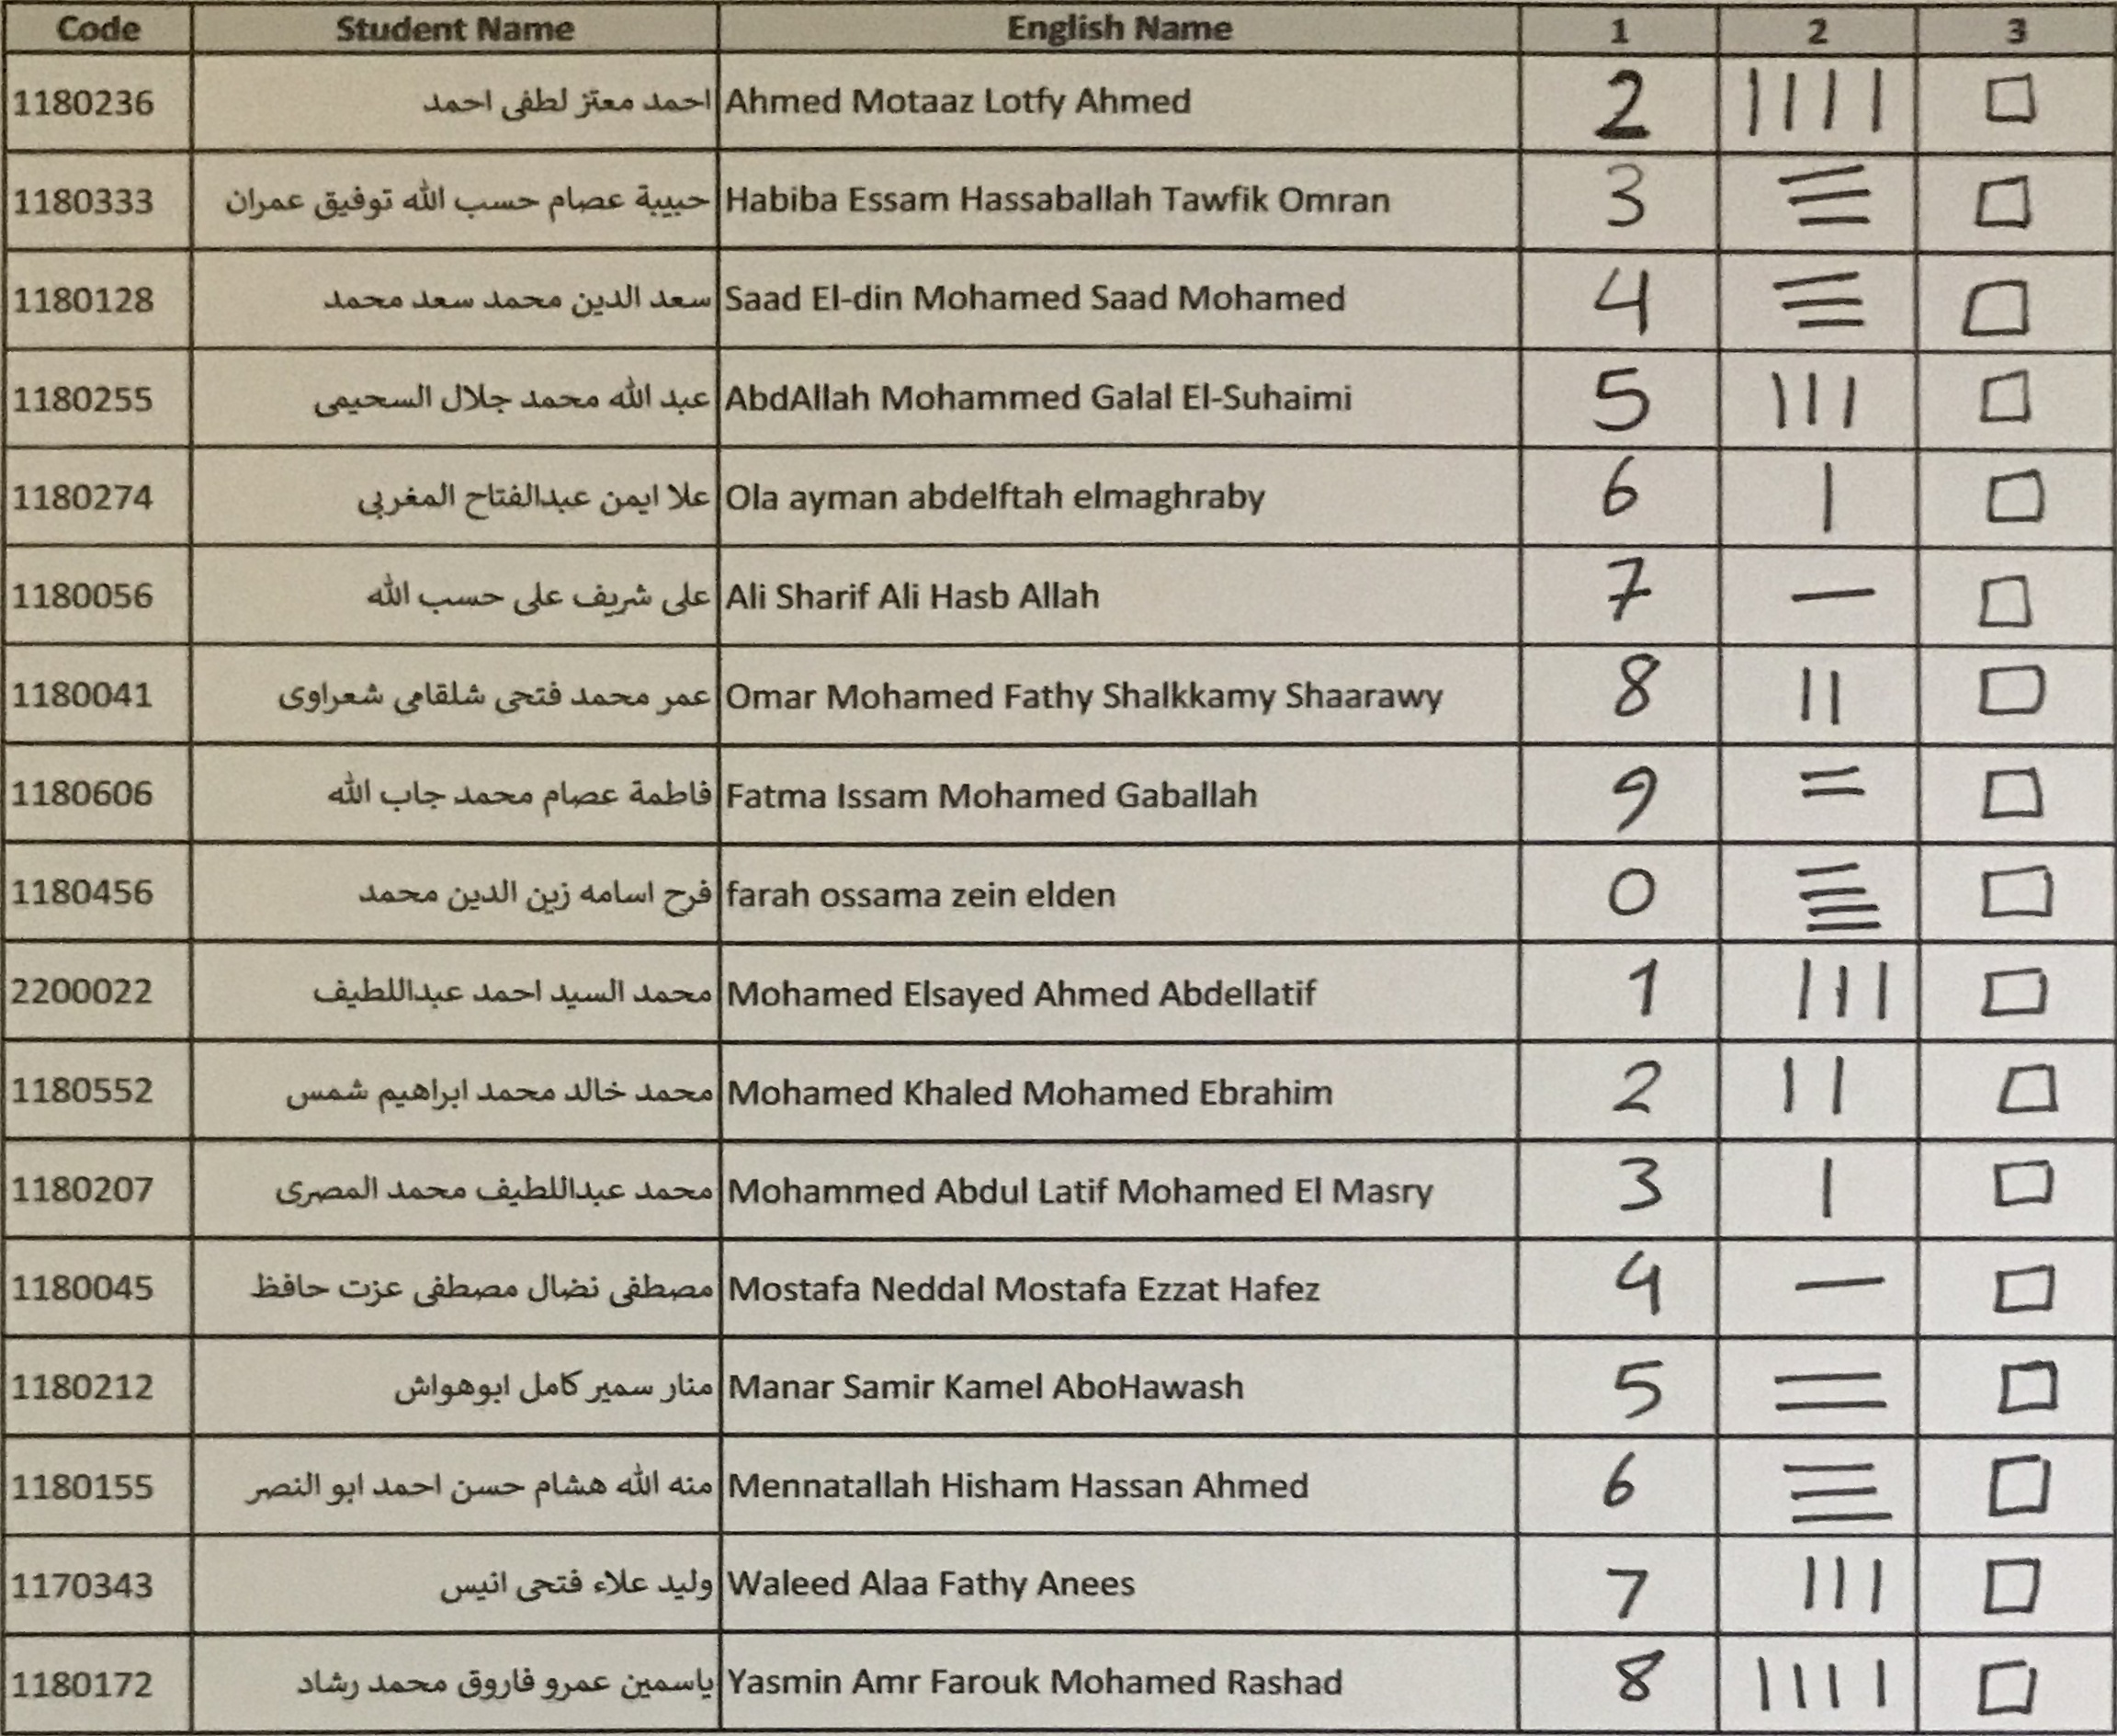 Code Student Name English Name 1 2 3
1180236 احمد معتز لطفى احمد Ahmed Motaaz Lotfy Ahmed 2 | | | | □
1180333 حبيبة عصام حسب الله توفيق عمران Habiba Essam Hassaballah Tawfik Omran 3 ☰ □
1180128 سعد الدين محمد سعد محمد Saad El-din Mohamed Saad Mohamed 4 ☰ □
1180255 عبد الله محمد جلال السحيمى AbdAllah Mohammed Galal El-Suhaimi 5 | | | □
1180274 علا ايمن عبدالفتاح المغربى Ola ayman abdelftah elmaghraby 6 | □
1180056 على شريف على حسب الله Ali Sharif Ali Hasb Allah 7 — □
1180041 عمر محمد فتحى شلقامى شعراوى Omar Mohamed Fathy Shalkkamy Shaarawy 8 | | □
1180606 فاطمة عصام محمد جاب الله Fatma Issam Mohamed Gaballah 9 = □
1180456 فرح اسامه زين الدين محمد farah ossama zein elden 0 ≣ □
2200022 محمد السيد احمد عبداللطيف Mohamed Elsayed Ahmed Abdellatif 1 | | | □
1180552 محمد خالد محمد ابراهيم شمس Mohamed Khaled Mohamed Ebrahim 2 | | □
1180207 محمد عبداللطيف محمد المصرى Mohammed Abdul Latif Mohamed El Masry 3 | □
1180045 مصطفى نضال مصطفى عزت حافظ Mostafa Neddal Mostafa Ezzat Hafez 4 — □
1180212 منار سمير كامل ابوهواش Manar Samir Kamel AboHawash 5 = □
1180155 منه الله هشام حسن احمد ابو النصر Mennatallah Hisham Hassan Ahmed 6 ☰ □
1170343 وليد علاء فتحى انيس Waleed Alaa Fathy Anees 7 | | | □
1180172 ياسمين عمرو فاروق محمد رشاد Yasmin Amr Farouk Mohamed Rashad 8 | | | | □